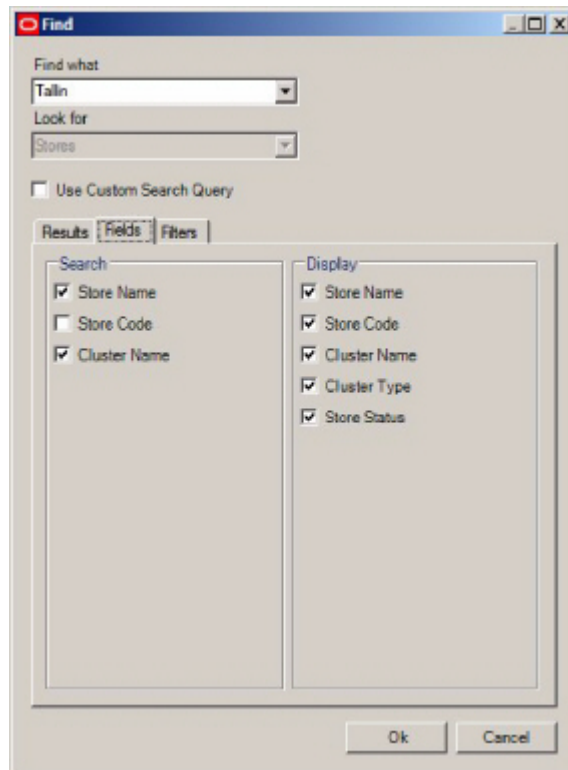 Find
Find what
Talln
Look for
Stores
Use Custom Search Query
Results Fields Filters
Search
Store Name
Store Code
Cluster Name
Display
Store Name
Store Code
Cluster Name
Cluster Type
Store Status
Ok Cancel